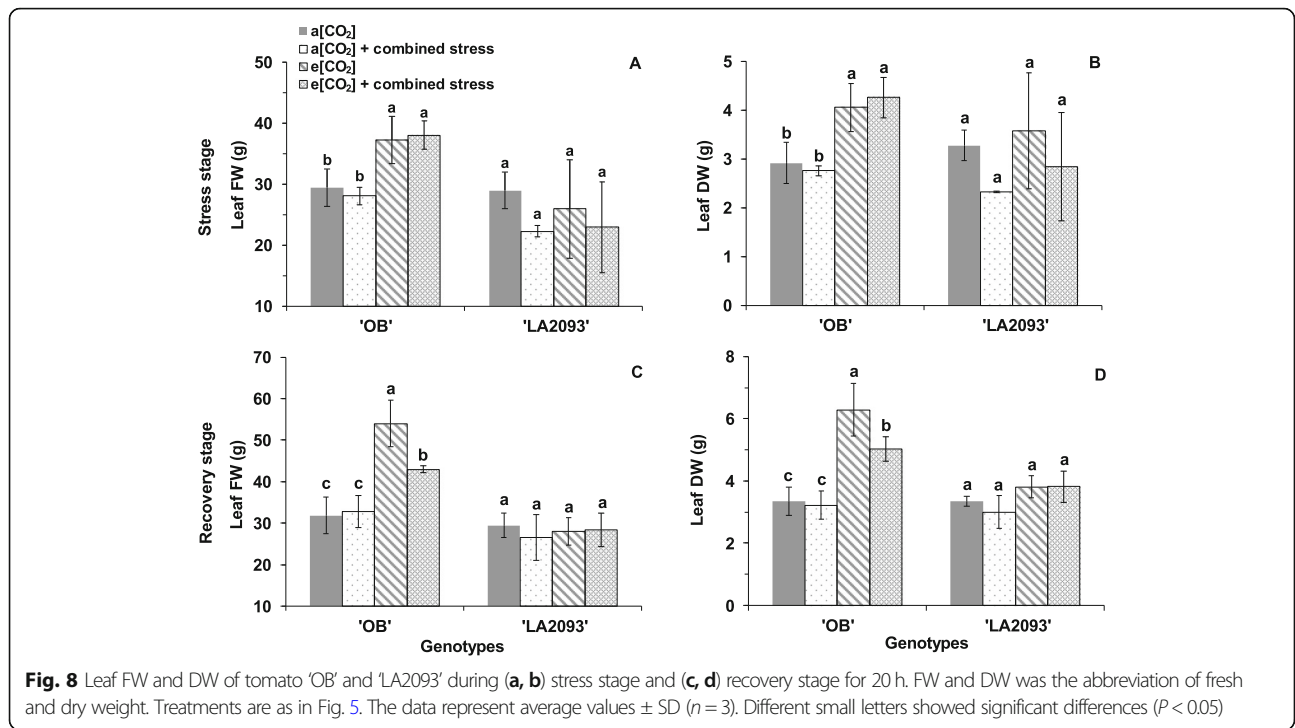 a[CO₂]
a[CO₂] + combined stress
e[CO₂]
e[CO₂] + combined stress
A
Stress stage
Leaf FW (g)
50
40
30
20
10
b
b
a
a
a
a
a
a
'OB'
'LA2093'
B
Leaf DW (g)
5
4
3
2
1
0
b
b
a
a
a
a
a
a
'OB'
'LA2093'
C
Recovery stage
Leaf FW (g)
70
60
50
40
30
20
10
c
c
a
b
a
a
a
a
'OB'
'LA2093'
Genotypes
D
Leaf DW (g)
8
6
4
2
0
c
c
a
b
a
a
a
a
'OB'
'LA2093'
Genotypes
Fig. 8 Leaf FW and DW of tomato 'OB' and 'LA2093' during (a, b) stress stage and (c, d) recovery stage for 20 h. FW and DW was the abbreviation of fresh
and dry weight. Treatments are as in Fig. 5. The data represent average values ± SD (n = 3). Different small letters showed significant differences (P < 0.05)